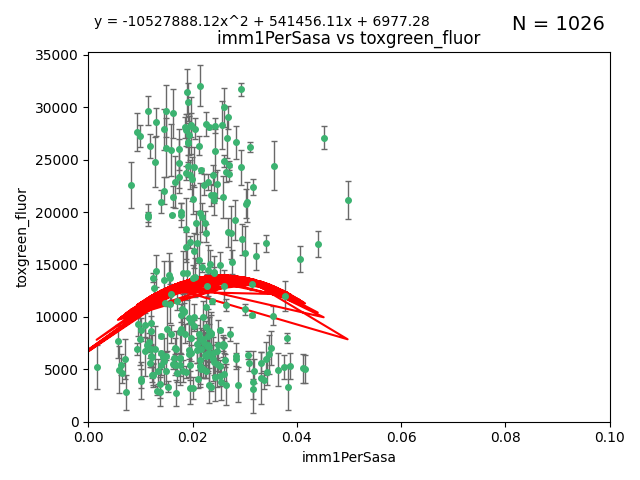 y = -10527888.12x^2 + 541456.11x + 6977.28
N = 1026
imm1PerSasa vs toxgreen_fluor
35000
30000
25000
20000
15000
10000
5000
0
toxgreen_fluor
0.00
0.02
0.04
0.06
0.08
0.10
imm1PerSasa